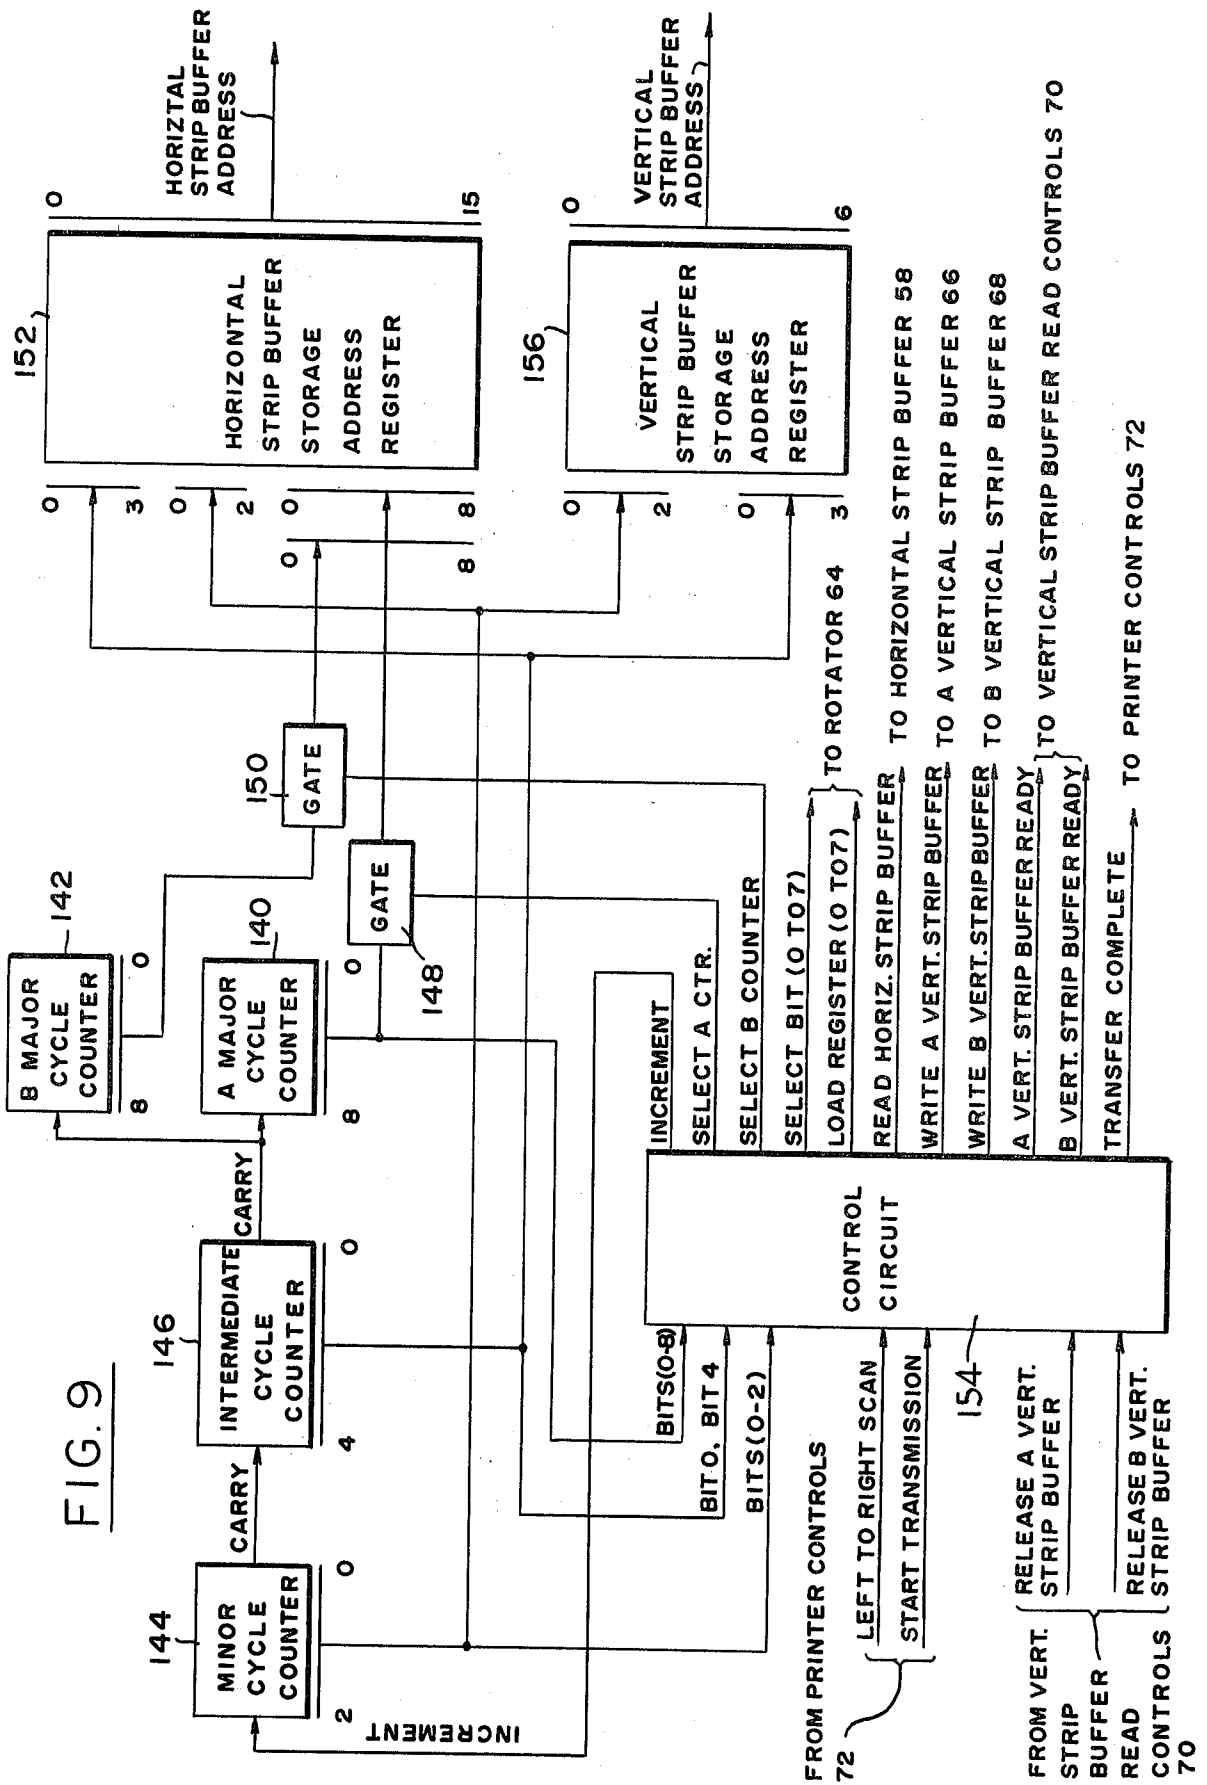 FIG. 9
144
MINOR
CYCLE
COUNTER
2
0
INCREMENT
CARRY
146
INTERMEDIATE
CYCLE
COUNTER
4
0
CARRY
B MAJOR
CYCLE
COUNTER
142
8
0
A MAJOR
CYCLE
COUNTER
140
8
0
GATE
148
150
GATE
152
HORIZONTAL
STRIP BUFFER
STORAGE
ADDRESS
REGISTER
0
3
0
2
0
8
0
8
0
15
HORIZTAL
STRIP BUFFER
ADDRESS
156
VERTICAL
STRIP BUFFER
STORAGE
ADDRESS
REGISTER
0
2
0
3
0
6
VERTICAL
STRIP BUFFER
ADDRESS
CONTROL
CIRCUIT
154
BITS(0-8)
BIT 0, BIT 4
BITS(0-2)
FROM PRINTER CONTROLS
72
LEFT TO RIGHT SCAN
START TRANSMISSION
FROM VERT.
STRIP
BUFFER
READ
CONTROLS
70
RELEASE A VERT.
STRIP BUFFER
RELEASE B VERT.
STRIP BUFFER
INCREMENT
SELECT A CTR.
SELECT B COUNTER
SELECT BIT (0 TO7)
LOAD REGISTER (0 TO7)
TO ROTATOR 64
READ HORIZ. STRIP BUFFER
TO HORIZONTAL STRIP BUFFER 58
WRITE A VERT. STRIP BUFFER
TO A VERTICAL STRIP BUFFER 66
WRITE B VERT. STRIP BUFFER
TO B VERTICAL STRIP BUFFER 68
A VERT. STRIP BUFFER READY
B VERT. STRIP BUFFER READY
TO VERTICAL STRIP BUFFER READ CONTROLS 70
TRANSFER COMPLETE
TO PRINTER CONTROLS 72